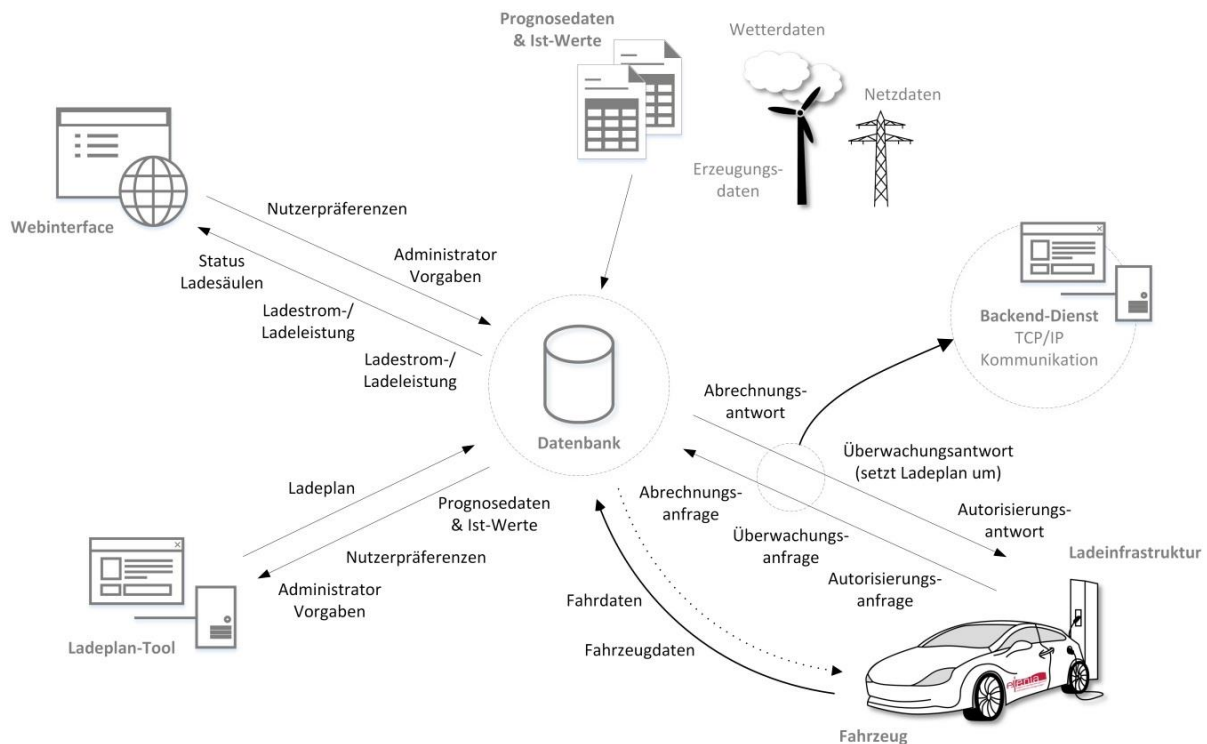 Prognosedaten
& Ist-Werte
Wetterdaten
Netzdaten
Erzeugungs-
daten
Webinterface
Nutzerpräferenzen
Administrator
Vorgaben
Status
Ladesäulen
Ladestrom-/
Ladeleistung
Ladestrom-/
Ladeleistung
Backend-Dienst
TCP/IP
Kommunikation
Datenbank
Abrechnungs-
antwort
Überwachungsantwort
(setzt Ladeplan um)
Autorisierungs-
antwort
Abrechnungs-
anfrage
Überwachungs-
anfrage
Autorisierungs-
anfrage
Ladeinfrastruktur
Ladeplan
Prognosedaten
& Ist-Werte
Nutzerpräferenzen
Administrator
Vorgaben
Ladeplan-Tool
Fahrdaten
Fahrzeugdaten
elenia
Fahrzeug